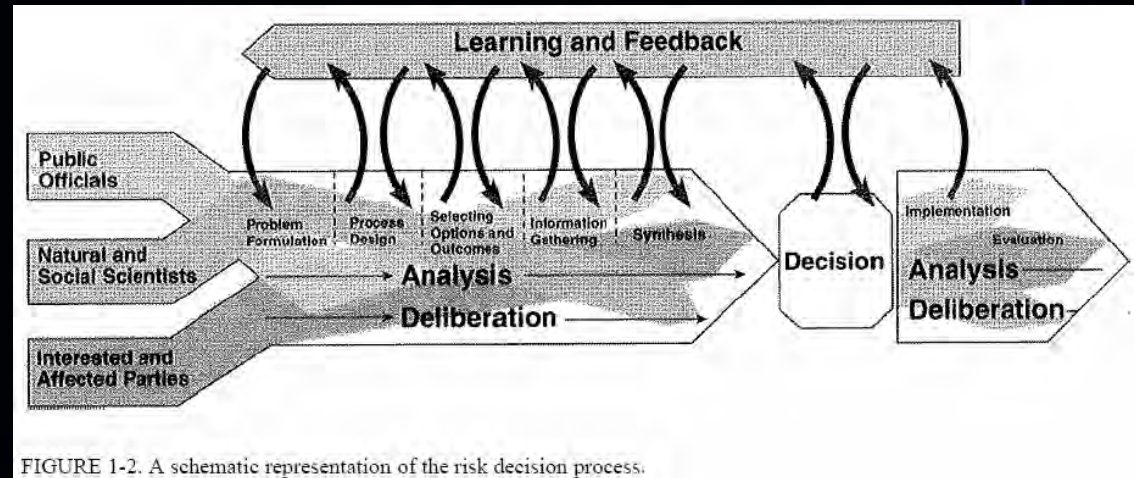 Learning and Feedback
Public
Officials
Natural and
Social Scientists
Interested and
Affected Parties
Problem
Formulation
Process
Design
Selecting
Options and
Outcomes
Information
Gathering
Synthesis
Analysis
Deliberation
Decision
Implementation
Evaluation
Analysis
Deliberation
FIGURE 1-2. A schematic representation of the risk decision process.